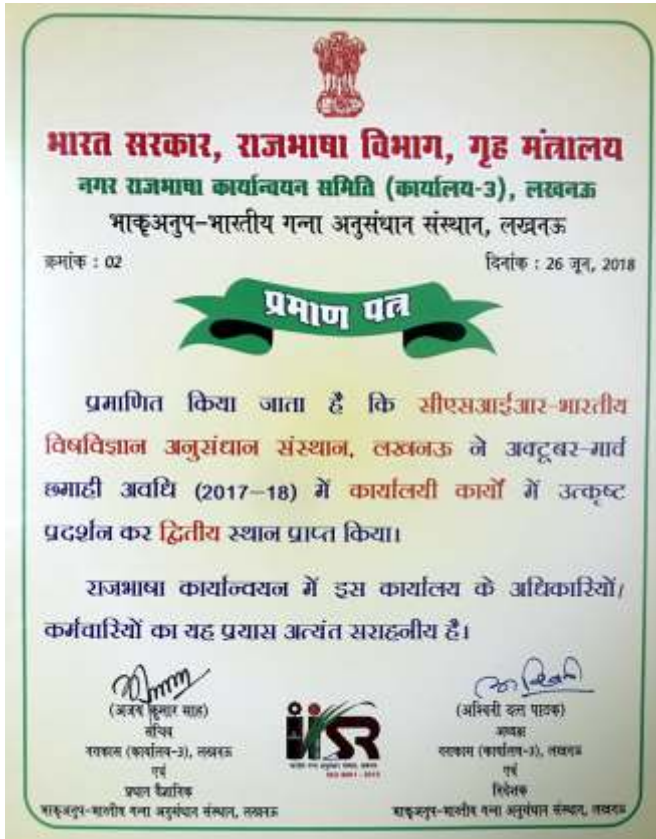 भारत सरकार, राजभाषा विभाग, गृह मंत्रालय
नगर राजभाषा कार्यान्वयन समिति (कार्यालय-3), लखनऊ
भाकृअनुप-भारतीय गन्ना अनुसंधान संस्थान, लखनऊ
क्रमांक : 02
दिनांक : 26 जून, 2018
प्रमाण पत्र
प्रमाणित किया जाता है कि सीएसआईआर-भारतीय
विषविज्ञान अनुसंधान संस्थान, लखनऊ ने अक्टूबर-मार्च
छमाही अवधि (2017-18) में कार्यालयी कार्यों में उत्कृष्ट
प्रदर्शन कर द्वितीय स्थान प्राप्त किया।
राजभाषा कार्यान्वयन में इस कार्यालय के अधिकारियों/
कर्मचारियों का यह प्रयास अत्यंत सराहनीय है।
(अजय कुमार साह)
सचिव
नराकास (कार्यालय-3), लखनऊ
एवं
प्रधान वैज्ञानिक
भाकृअनुप-भारतीय गन्ना अनुसंधान संस्थान, लखनऊ
IISR
(अश्विनी दत्त पाठक)
अध्यक्ष
नराकास (कार्यालय-3), लखनऊ
एवं
निदेशक
भाकृअनुप-भारतीय गन्ना अनुसंधान संस्थान, लखनऊ